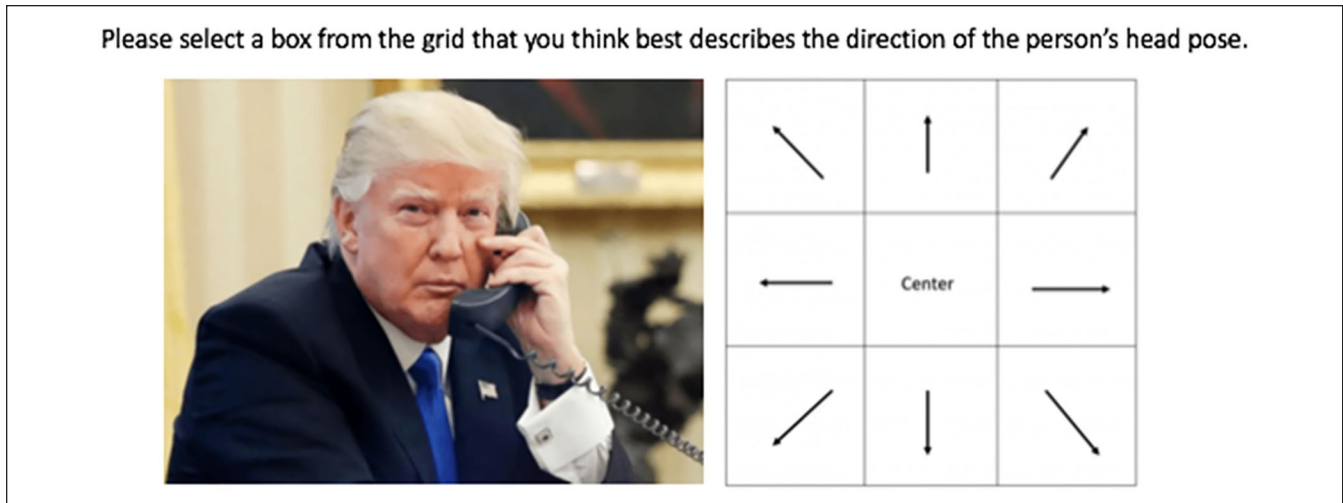 Please select a box from the grid that you think best describes the direction of the person's head pose.
Center